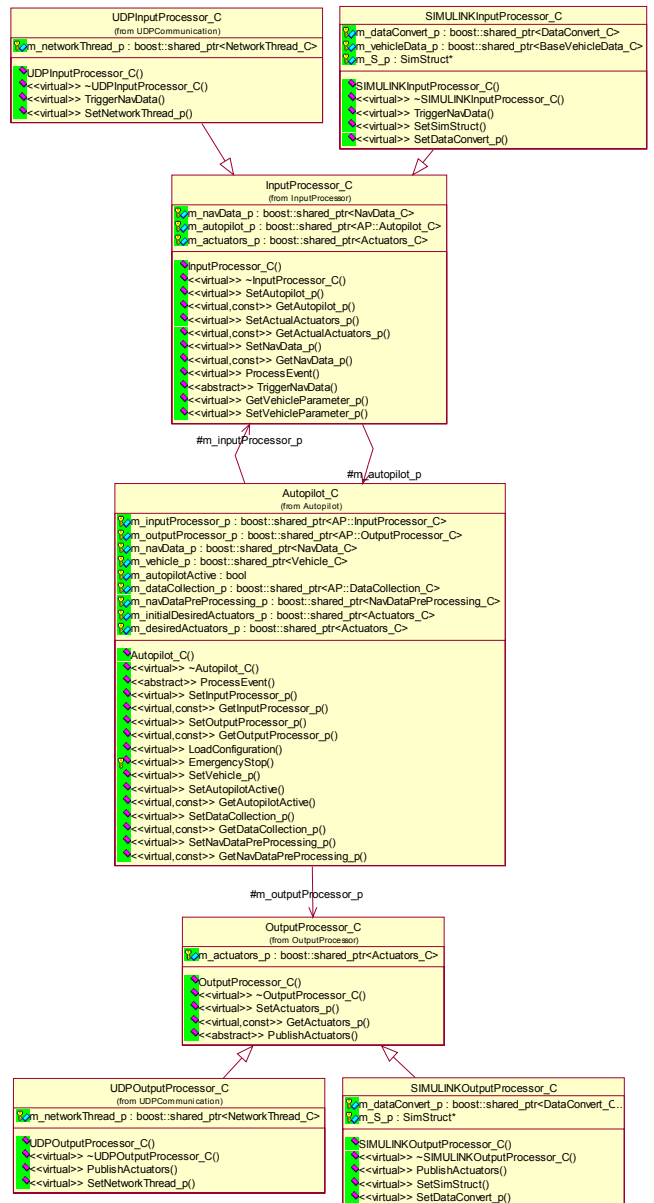 UDPInputProcessor_C
(from UDPCommunication)
m_networkThread_p : boost::shared_ptr<NetworkThread_C>
UDPInputProcessor_C()
<<virtual>> ~UDPInputProcessor_C()
<<virtual>> TriggerNavData()
<<virtual>> SetNetworkThread_p()
SIMULINKInputProcessor_C
m_dataConvert_p : boost::shared_ptr<DataConvert_C>
m_vehicleData_p : boost::shared_ptr<BaseVehicleData_C>
m_S_p : SimStruct*
SIMULINKInputProcessor_C()
<<virtual>> ~SIMULINKInputProcessor_C()
<<virtual>> TriggerNavData()
<<virtual>> SetSimStruct()
<<virtual>> SetDataConvert_p()
InputProcessor_C
(from InputProcessor)
m_navData_p : boost::shared_ptr<NavData_C>
m_autopilot_p : boost::shared_ptr<AP::Autopilot_C>
m_actuators_p : boost::shared_ptr<Actuators_C>
InputProcessor_C()
<<virtual>> ~InputProcessor_C()
<<virtual>> SetAutopilot_p()
<<virtual,const>> GetAutopilot_p()
<<virtual>> SetActualActuators_p()
<<virtual,const>> GetActualActuators_p()
<<virtual>> SetNavData_p()
<<virtual,const>> GetNavData_p()
<<virtual>> ProcessEvent()
<<abstract>> TriggerNavData()
<<virtual>> GetVehicleParameter_p()
<<virtual>> SetVehicleParameter_p()
#m_inputProcessor_p
#m_autopilot_p
Autopilot_C
(from Autopilot)
m_inputProcessor_p : boost::shared_ptr<AP::InputProcessor_C>
m_outputProcessor_p : boost::shared_ptr<AP::OutputProcessor_C>
m_navData_p : boost::shared_ptr<NavData_C>
m_vehicle_p : boost::shared_ptr<Vehicle_C>
m_autopilotActive : bool
m_dataCollection_p : boost::shared_ptr<AP::DataCollection_C>
m_navDataPreProcessing_p : boost::shared_ptr<NavDataPreProcessing_C>
m_initialDesiredActuators_p : boost::shared_ptr<Actuators_C>
m_desiredActuators_p : boost::shared_ptr<Actuators_C>
Autopilot_C()
<<virtual>> ~Autopilot_C()
<<abstract>> ProcessEvent()
<<virtual>> SetInputProcessor_p()
<<virtual,const>> GetInputProcessor_p()
<<virtual>> SetOutputProcessor_p()
<<virtual,const>> GetOutputProcessor_p()
<<virtual>> LoadConfiguration()
<<virtual>> EmergencyStop()
<<virtual>> SetVehicle_p()
<<virtual>> SetAutopilotActive()
<<virtual,const>> GetAutopilotActive()
<<virtual>> SetDataCollection_p()
<<virtual,const>> GetDataCollection_p()
<<virtual>> SetNavDataPreProcessing_p()
<<virtual,const>> GetNavDataPreProcessing_p()
#m_outputProcessor_p
OutputProcessor_C
(from OutputProcessor)
m_actuators_p : boost::shared_ptr<Actuators_C>
OutputProcessor_C()
<<virtual>> ~OutputProcessor_C()
<<virtual>> SetActuators_p()
<<virtual,const>> GetActuators_p()
<<abstract>> PublishActuators()
UDPOutputProcessor_C
(from UDPCommunication)
m_networkThread_p : boost::shared_ptr<NetworkThread_C>
UDPOutputProcessor_C()
<<virtual>> ~UDPOutputProcessor_C()
<<virtual>> PublishActuators()
<<virtual>> SetNetworkThread_p()
SIMULINKOutputProcessor_C
m_dataConvert_p : boost::shared_ptr<DataConvert_C...
m_S_p : SimStruct*
SIMULINKOutputProcessor_C()
<<virtual>> ~SIMULINKOutputProcessor_C()
<<virtual>> PublishActuators()
<<virtual>> SetSimStruct()
<<virtual>> SetDataConvert_p()